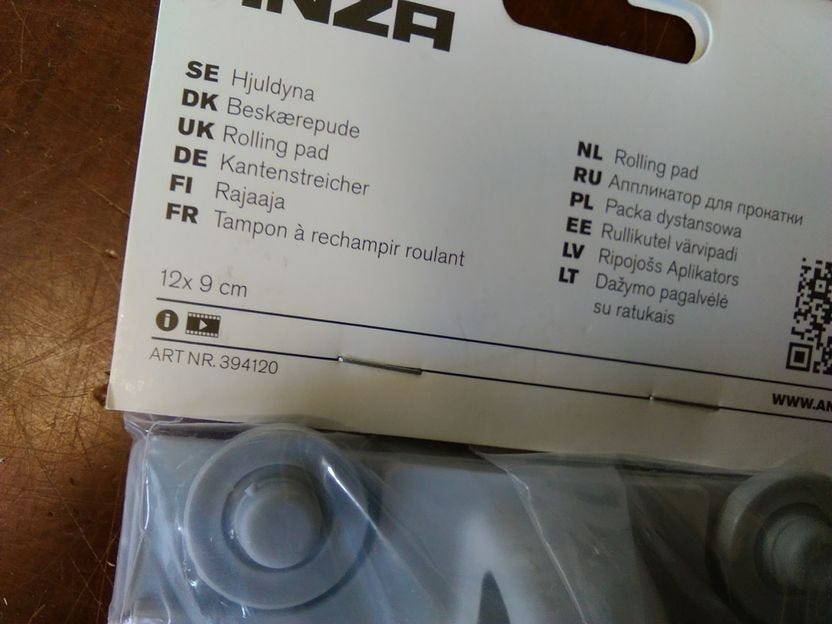 ANZA
SE Hjuldyna
DK Beskærepude
UK Rolling pad
DE Kantenstreicher
FI Rajaaja
FR Tampon à rechampir roulant
12x 9 cm
i
ART NR. 394120
NL Rolling pad
RU Аппликатор для прокатки
PL Packa dystansowa
EE Rullikutel värvipadi
LV Ripojošs Aplikators
LT Dažymo pagalvėlė
su ratukais
WWW.AN